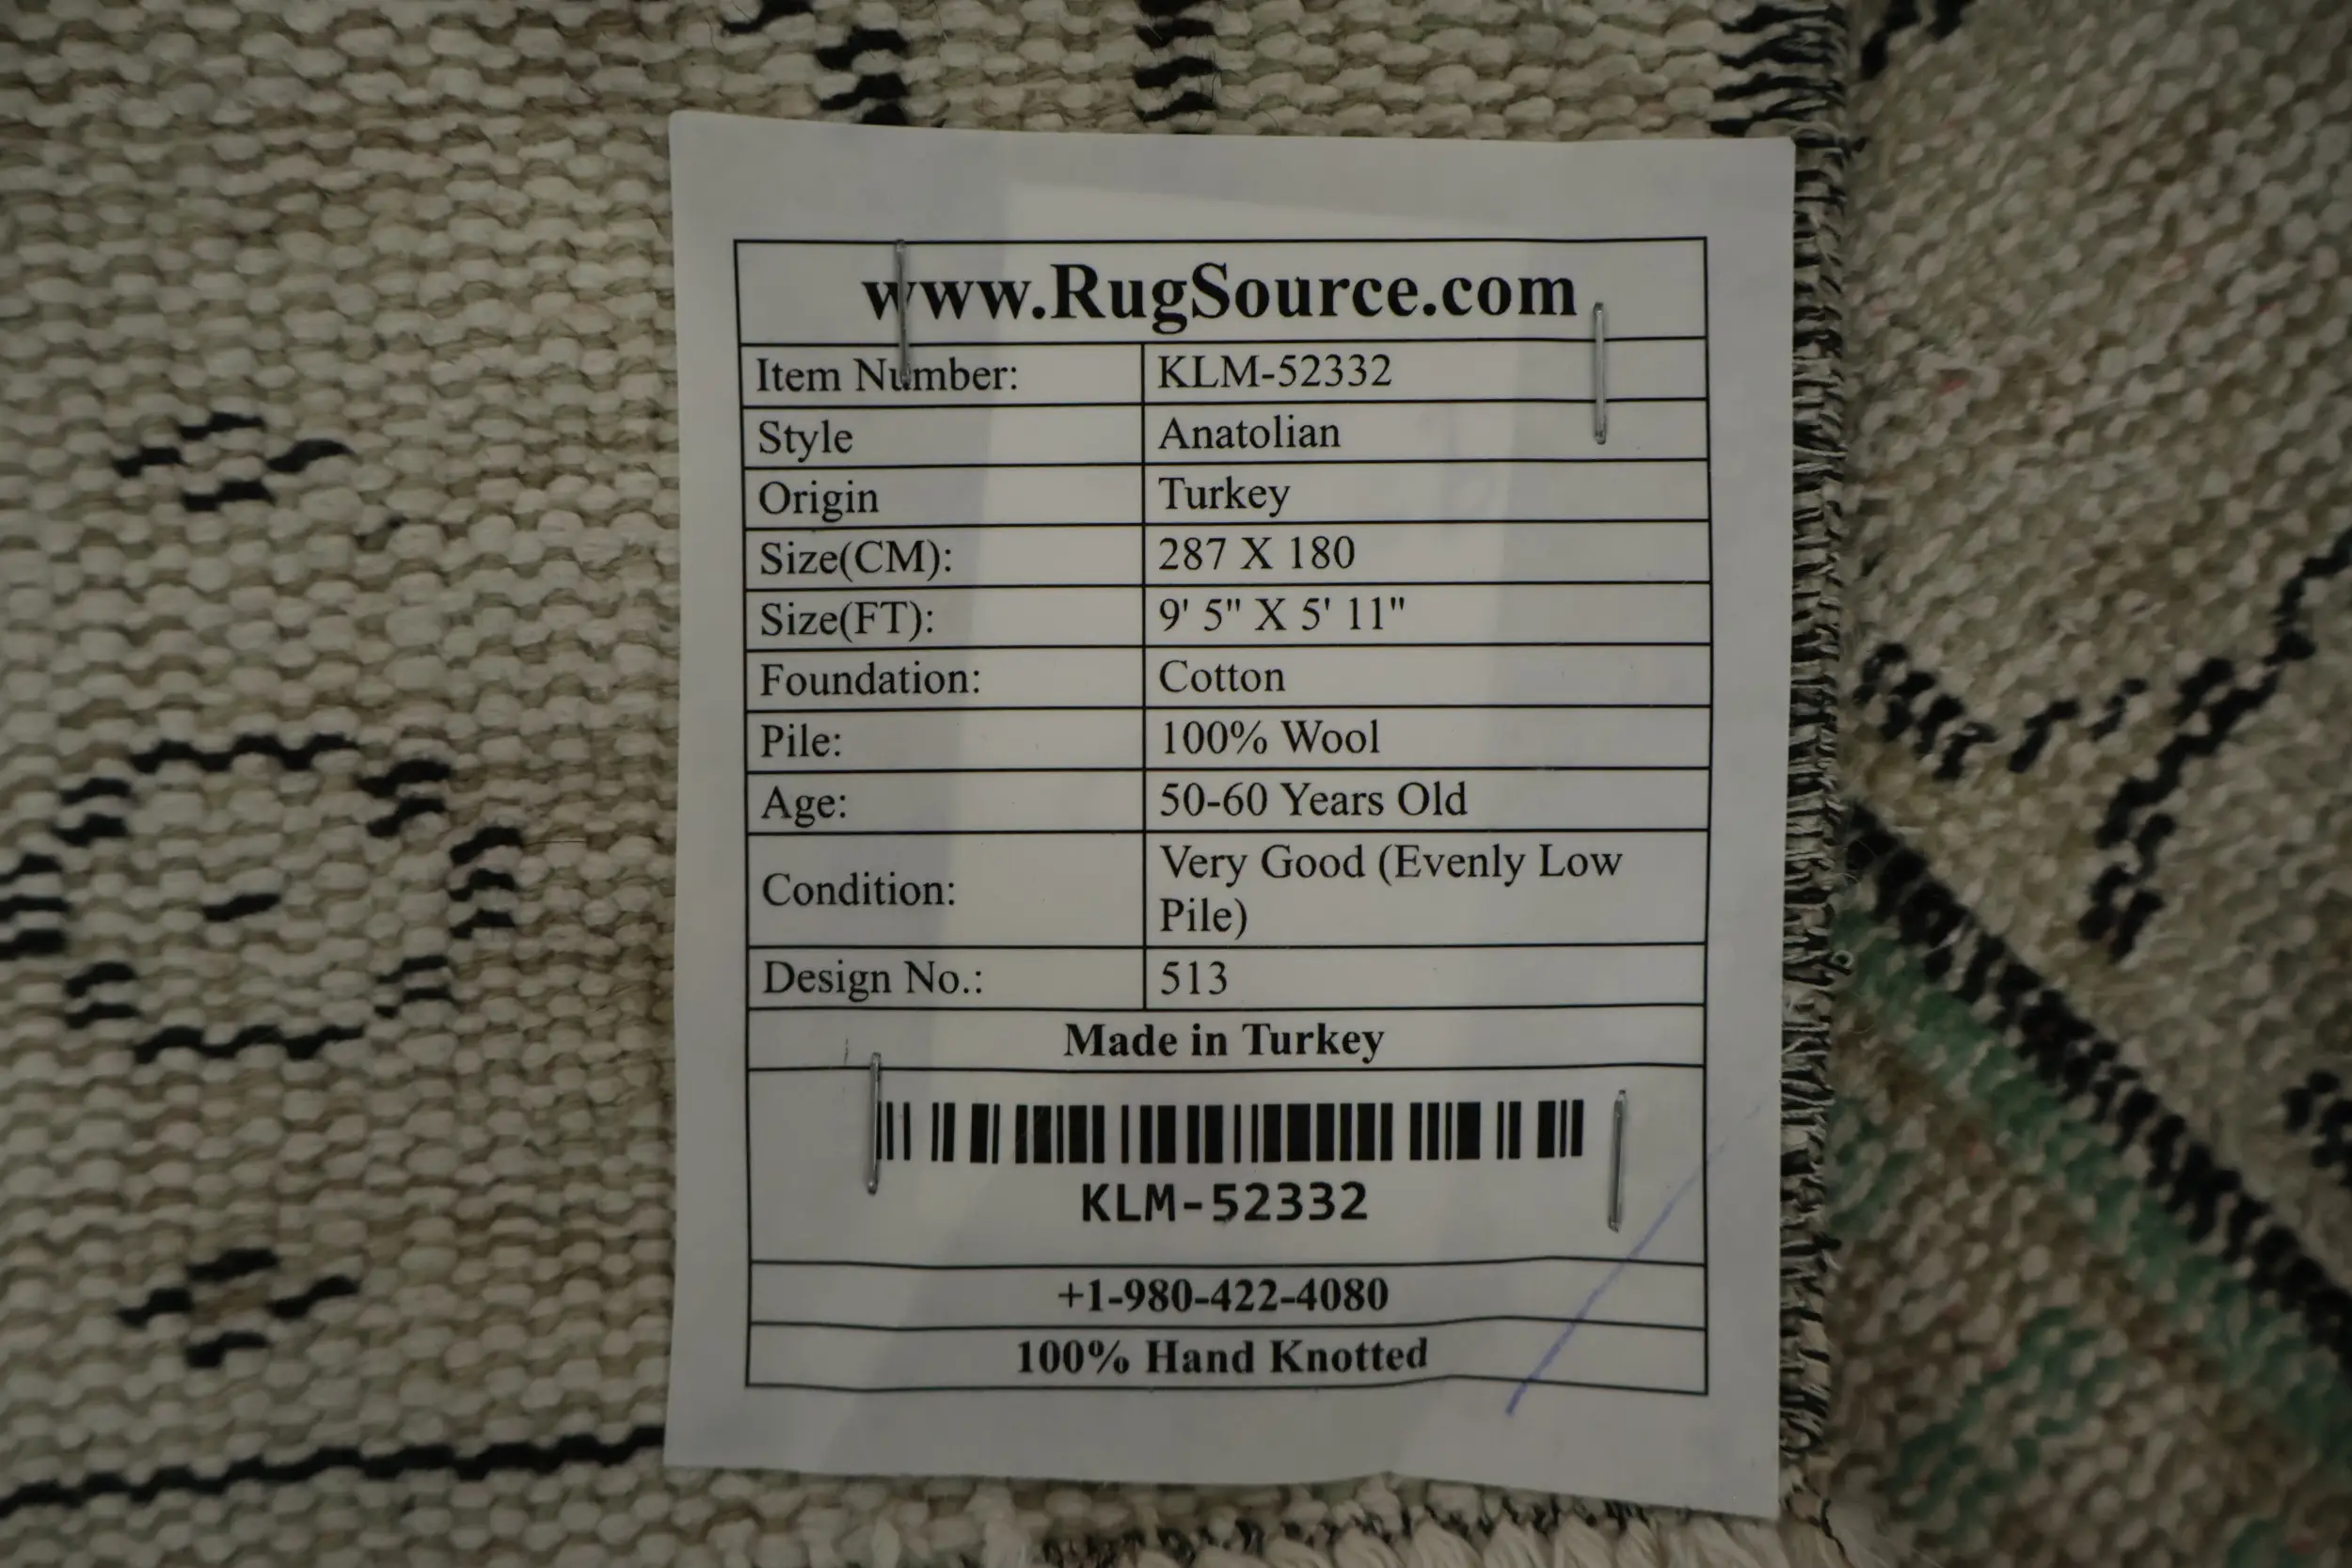 www.RugSource.com
Item Number: KLM-52332
Style Anatolian
Origin Turkey
Size(CM): 287 X 180
Size(FT): 9' 5" X 5' 11"
Foundation: Cotton
Pile: 100% Wool
Age: 50-60 Years Old
Condition: Very Good (Evenly Low
Pile)
Design No.: 513
Made in Turkey
KLM-52332
+1-980-422-4080
100% Hand Knotted